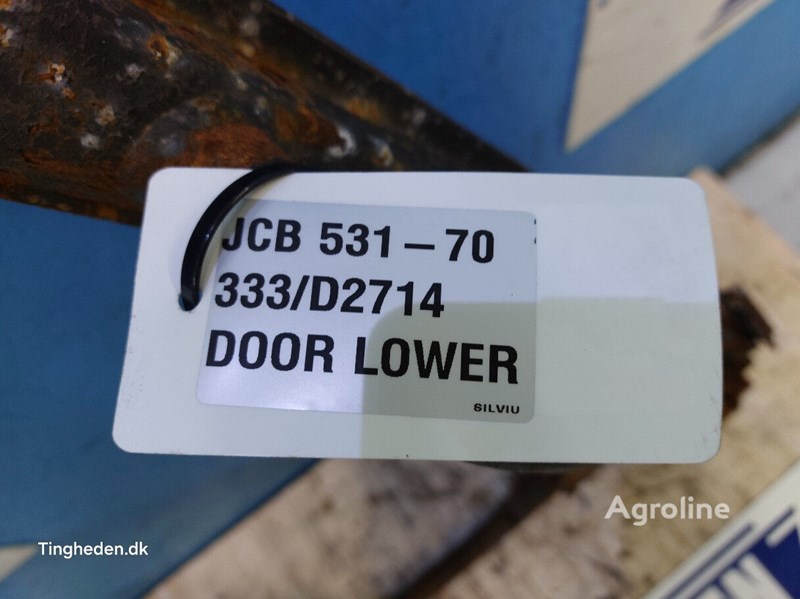 JCB 531-70
333/D2714
DOOR LOWER
SILVIU
Agroline
Tingheden.dk